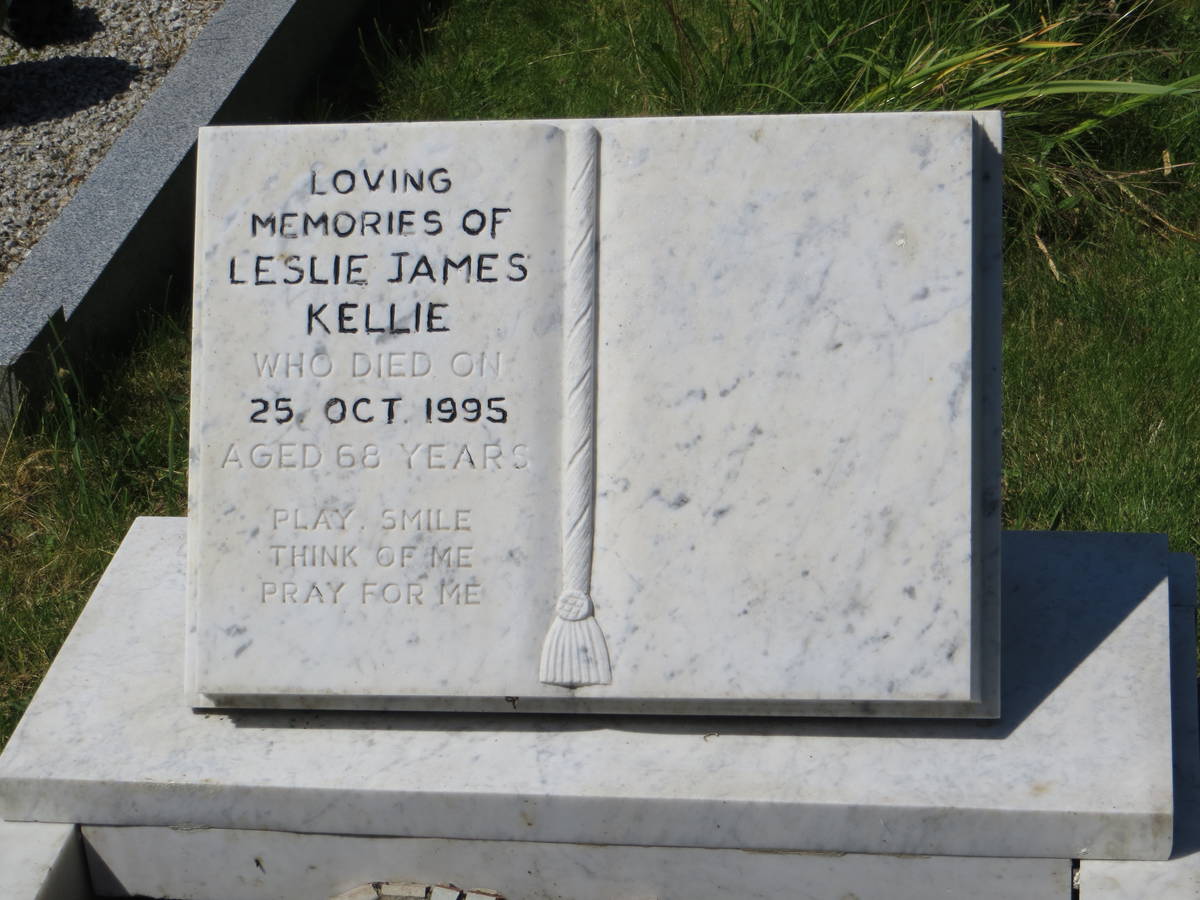 LOVING
MEMORIES OF
LESLIE JAMES
KELLIE
WHO DIED ON
25. OCT. 1995
AGED 68 YEARS
PLAY. SMILE
THINK OF ME
PRAY FOR ME